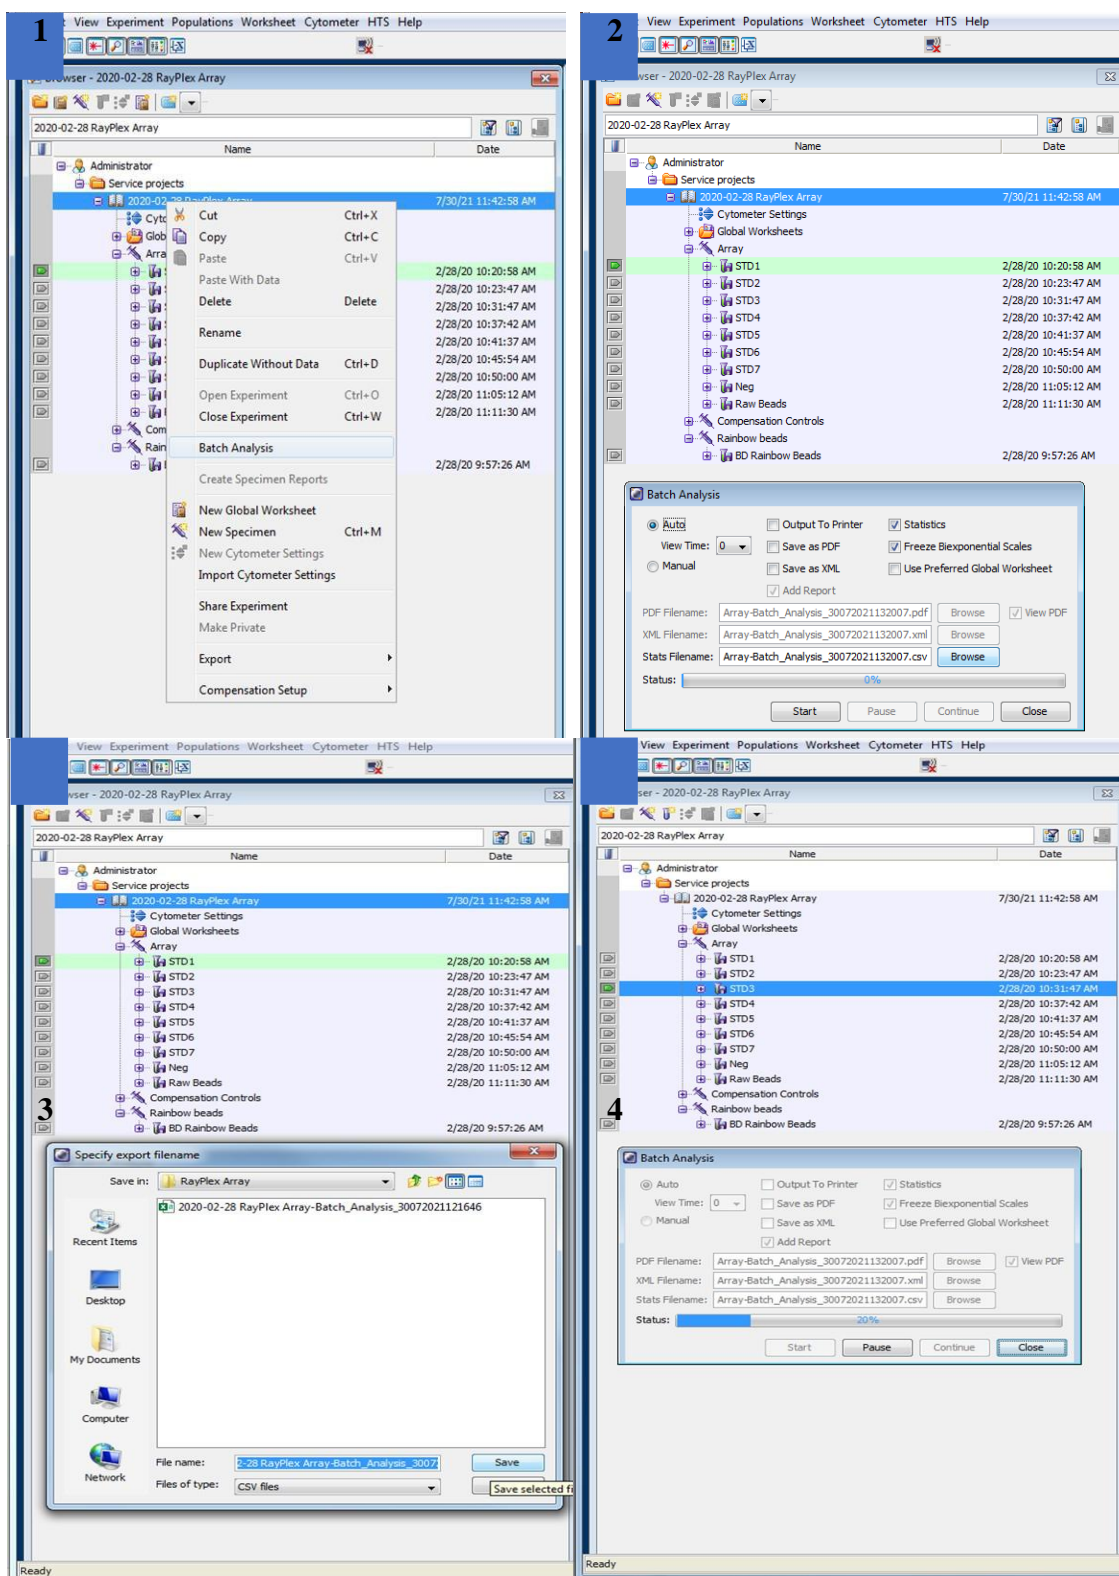 1
View Experiment Populations Worksheet Cytometer HTS Help
Browser - 2020-02-28 RayPlex Array
2020-02-28 RayPlex Array
Name Date
Administrator
Service projects
2020-02-28 RayPlex Array 7/30/21 11:42:58 AM
Cut Ctrl+X
Copy Ctrl+C
Paste Ctrl+V
Paste With Data
Delete Delete
Rename
Duplicate Without Data Ctrl+D
Open Experiment Ctrl+O
Close Experiment Ctrl+W
Batch Analysis
Create Specimen Reports
New Global Worksheet
New Specimen Ctrl+M
New Cytometer Settings
Import Cytometer Settings
Share Experiment
Make Private
Export
Compensation Setup
2/28/20 10:20:58 AM
2/28/20 10:23:47 AM
2/28/20 10:31:47 AM
2/28/20 10:37:42 AM
2/28/20 10:41:37 AM
2/28/20 10:45:54 AM
2/28/20 10:50:00 AM
2/28/20 11:05:12 AM
2/28/20 11:11:30 AM
2/28/20 9:57:26 AM
2
View Experiment Populations Worksheet Cytometer HTS Help
wser - 2020-02-28 RayPlex Array
2020-02-28 RayPlex Array
Name Date
Administrator
Service projects
2020-02-28 RayPlex Array 7/30/21 11:42:58 AM
Cytometer Settings
Global Worksheets
Array
STD1 2/28/20 10:20:58 AM
STD2 2/28/20 10:23:47 AM
STD3 2/28/20 10:31:47 AM
STD4 2/28/20 10:37:42 AM
STD5 2/28/20 10:41:37 AM
STD6 2/28/20 10:45:54 AM
STD7 2/28/20 10:50:00 AM
Neg 2/28/20 11:05:12 AM
Raw Beads 2/28/20 11:11:30 AM
Compensation Controls
Rainbow beads
BD Rainbow Beads 2/28/20 9:57:26 AM
Batch Analysis
Auto Output To Printer Statistics
View Time: 0 Save as PDF Freeze Biexponential Scales
Manual Save as XML Use Preferred Global Worksheet
Add Report
PDF Filename: Array-Batch_Analysis_30072021132007.pdf Browse View PDF
XML Filename: Array-Batch_Analysis_30072021132007.xml Browse
Stats Filename: Array-Batch_Analysis_30072021132007.csv Browse
Status: 0%
Start Pause Continue Close
3
View Experiment Populations Worksheet Cytometer HTS Help
wser - 2020-02-28 RayPlex Array
2020-02-28 RayPlex Array
Name Date
Administrator
Service projects
2020-02-28 RayPlex Array 7/30/21 11:42:58 AM
Cytometer Settings
Global Worksheets
Array
STD1 2/28/20 10:20:58 AM
STD2 2/28/20 10:23:47 AM
STD3 2/28/20 10:31:47 AM
STD4 2/28/20 10:37:42 AM
STD5 2/28/20 10:41:37 AM
STD6 2/28/20 10:45:54 AM
STD7 2/28/20 10:50:00 AM
Neg 2/28/20 11:05:12 AM
Raw Beads 2/28/20 11:11:30 AM
Compensation Controls
Rainbow beads
BD Rainbow Beads 2/28/20 9:57:26 AM
Specify export filename
Save in: RayPlex Array
2020-02-28 RayPlex Array-Batch_Analysis_30072021121646
Recent Items
Desktop
My Documents
Computer
Network
File name: 2-28 RayPlex Array-Batch_Analysis_3007 Save
Files of type: CSV files
Save selected fi
Ready
4
View Experiment Populations Worksheet Cytometer HTS Help
ser - 2020-02-28 RayPlex Array
2020-02-28 RayPlex Array
Name Date
Administrator
Service projects
2020-02-28 RayPlex Array 7/30/21 11:42:58 AM
Cytometer Settings
Global Worksheets
Array
STD1 2/28/20 10:20:58 AM
STD2 2/28/20 10:23:47 AM
STD3 2/28/20 10:31:47 AM
STD4 2/28/20 10:37:42 AM
STD5 2/28/20 10:41:37 AM
STD6 2/28/20 10:45:54 AM
STD7 2/28/20 10:50:00 AM
Neg 2/28/20 11:05:12 AM
Raw Beads 2/28/20 11:11:30 AM
Compensation Controls
Rainbow beads
BD Rainbow Beads 2/28/20 9:57:26 AM
Batch Analysis
Auto Output To Printer Statistics
View Time: 0 Save as PDF Freeze Biexponential Scales
Manual Save as XML Use Preferred Global Worksheet
Add Report
PDF Filename: Array-Batch_Analysis_30072021132007.pdf Browse View PDF
XML Filename: Array-Batch_Analysis_30072021132007.xml Browse
Stats Filename: Array-Batch_Analysis_30072021132007.csv Browse
Status: 20%
Start Pause Continue Close
Ready